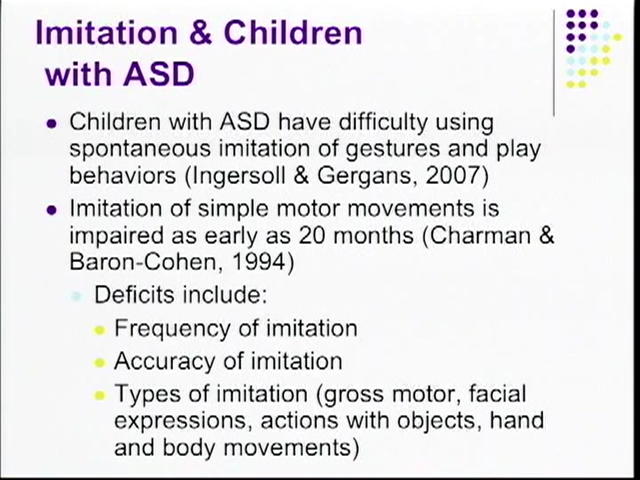 Imitation & Children
with ASD
Children with ASD have difficulty using
spontaneous imitation of gestures and play
behaviors (Ingersoll & Gergans, 2007)
Imitation of simple motor movements is
impaired as early as 20 months (Charman &
Baron-Cohen, 1994)
Deficits include:
Frequency of imitation
Accuracy of imitation
Types of imitation (gross motor, facial
expressions, actions with objects, hand
and body movements)